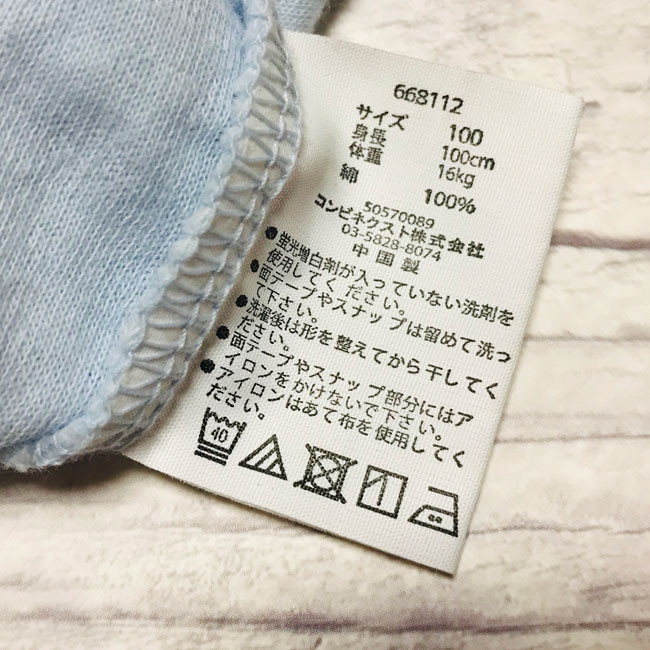 668112
サイズ 100
身長 100cm
体重 16kg
綿 100%
50570089
コンビネクスト株式会社
03-5828-8074
中国製
●蛍光増白剤が入っていない洗剤を
使用してください。
●面テープやスナップは留めて洗っ
て下さい。
●洗濯後は形を整えてから干してく
ださい。
●面テープやスナップ部分にはア
イロンをかけないで下さい。
●アイロンはあて布を使用してく
ださい。
40